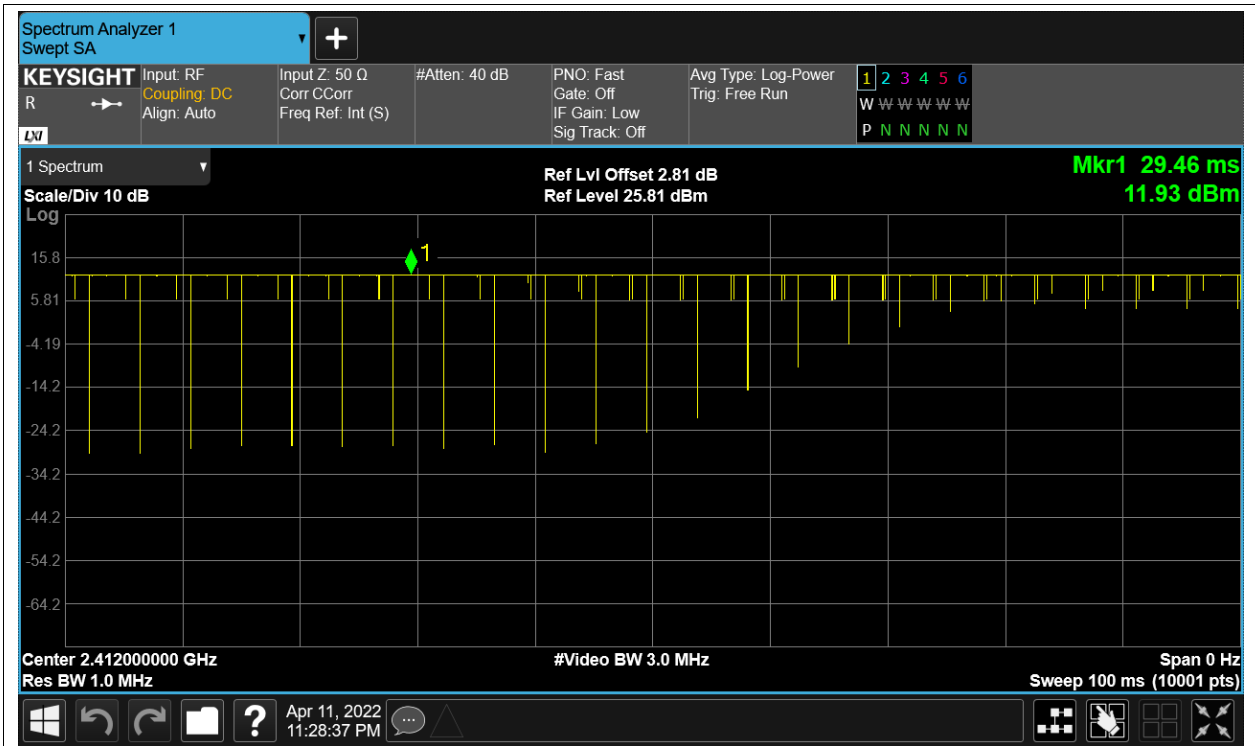 Spectrum Analyzer 1
Swept SA
KEYSIGHT
R
LXI
Input: RF
Coupling: DC
Align: Auto
Input Z: 50 Ω
Corr CCorr
Freq Ref: Int (S)
#Atten: 40 dB
PNO: Fast
Gate: Off
IF Gain: Low
Sig Track: Off
Avg Type: Log-Power
Trig: Free Run
1 2 3 4 5 6
W W W W W W
P N N N N N
1 Spectrum
Scale/Div 10 dB
Ref Lvl Offset 2.81 dB
Ref Level 25.81 dBm
Mkr1 29.46 ms
11.93 dBm
Log
1
15.8
5.81
-4.19
-14.2
-24.2
-34.2
-44.2
-54.2
-64.2
Center 2.412000000 GHz
#Video BW 3.0 MHz
Span 0 Hz
Res BW 1.0 MHz
Sweep 100 ms (10001 pts)
?
Apr 11, 2022
11:28:37 PM